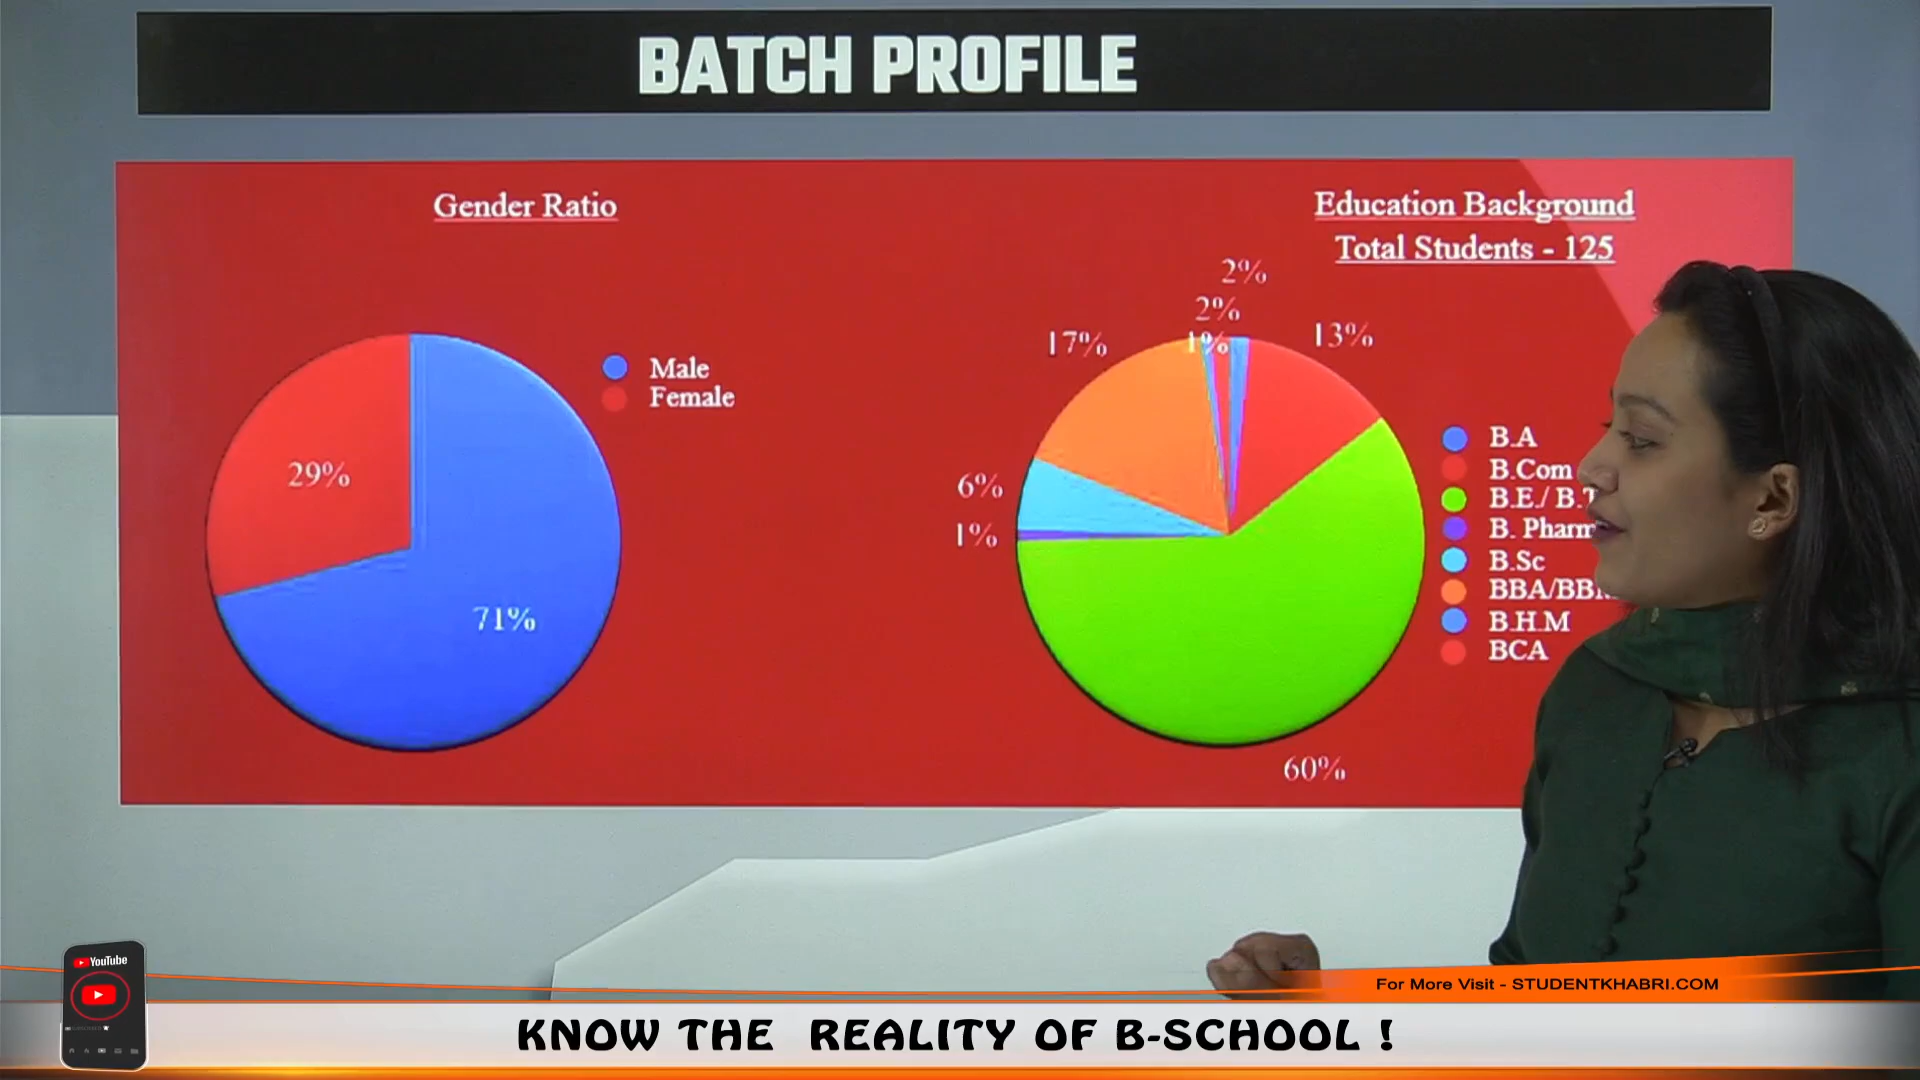 BATCH PROFILE
Gender Ratio
Male
Female
29%
71%
Education Background
Total Students - 125
2%
2%
1%
17%
13%
6%
1%
60%
B.A
B.Com
B.E./
B. Pharm
B.Sc
B.H.M
BCA
YouTube
For More Visit - STUDENTKHABRI.COM
KNOW THE REALITY OF B-SCHOOL !